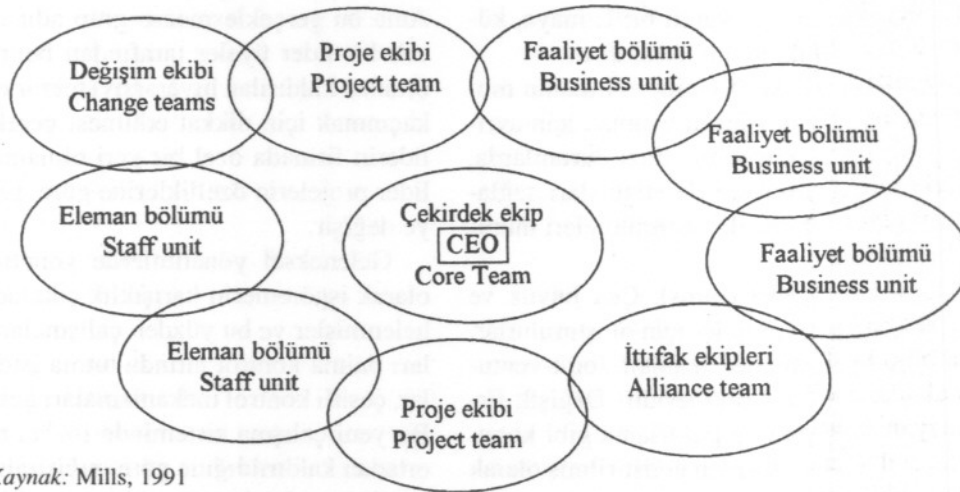 Değişim ekibi
Change teams
Proje ekibi
Project team
Faaliyet bölümü
Business unit
Faaliyet bölümü
Business unit
Eleman bölümü
Staff unit
Çekirdek ekip
CEO
Core Team
Faaliyet bölümü
Business unit
Eleman bölümü
Staff unit
Proje ekibi
Project team
İttifak ekipleri
Alliance team
Kaynak: Mills, 1991